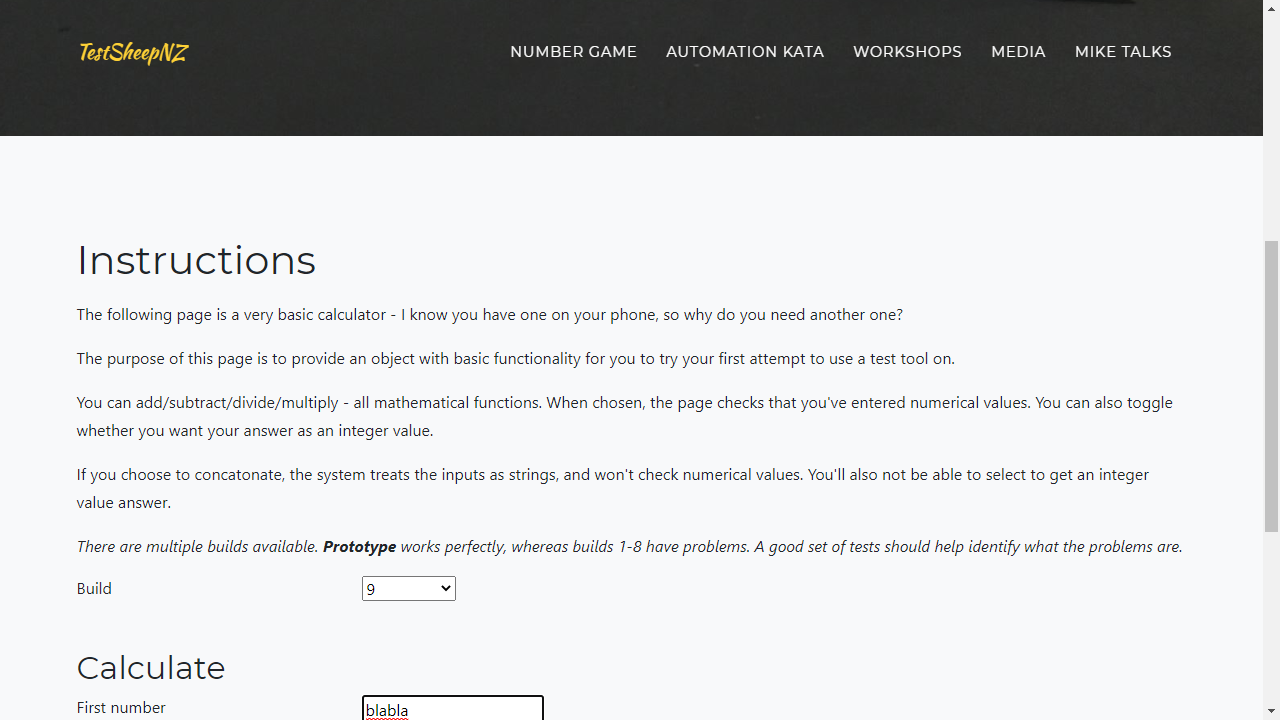 TestSheepNZ NUMBER GAME AUTOMATION KATA WORKSHOPS MEDIA MIKE TALKS
Instructions
The following page is a very basic calculator - I know you have one on your phone, so why do you need another one?
The purpose of this page is to provide an object with basic functionality for you to try your first attempt to use a test tool on.
You can add/subtract/divide/multiply - all mathematical functions. When chosen, the page checks that you've entered numerical values. You can also toggle
whether you want your answer as an integer value.
If you choose to concatonate, the system treats the inputs as strings, and won't check numerical values. You'll also not be able to select to get an integer
value answer.
There are multiple builds available. Prototype works perfectly, whereas builds 1-8 have problems. A good set of tests should help identify what the problems are.
Build 9
Calculate
First number blabla